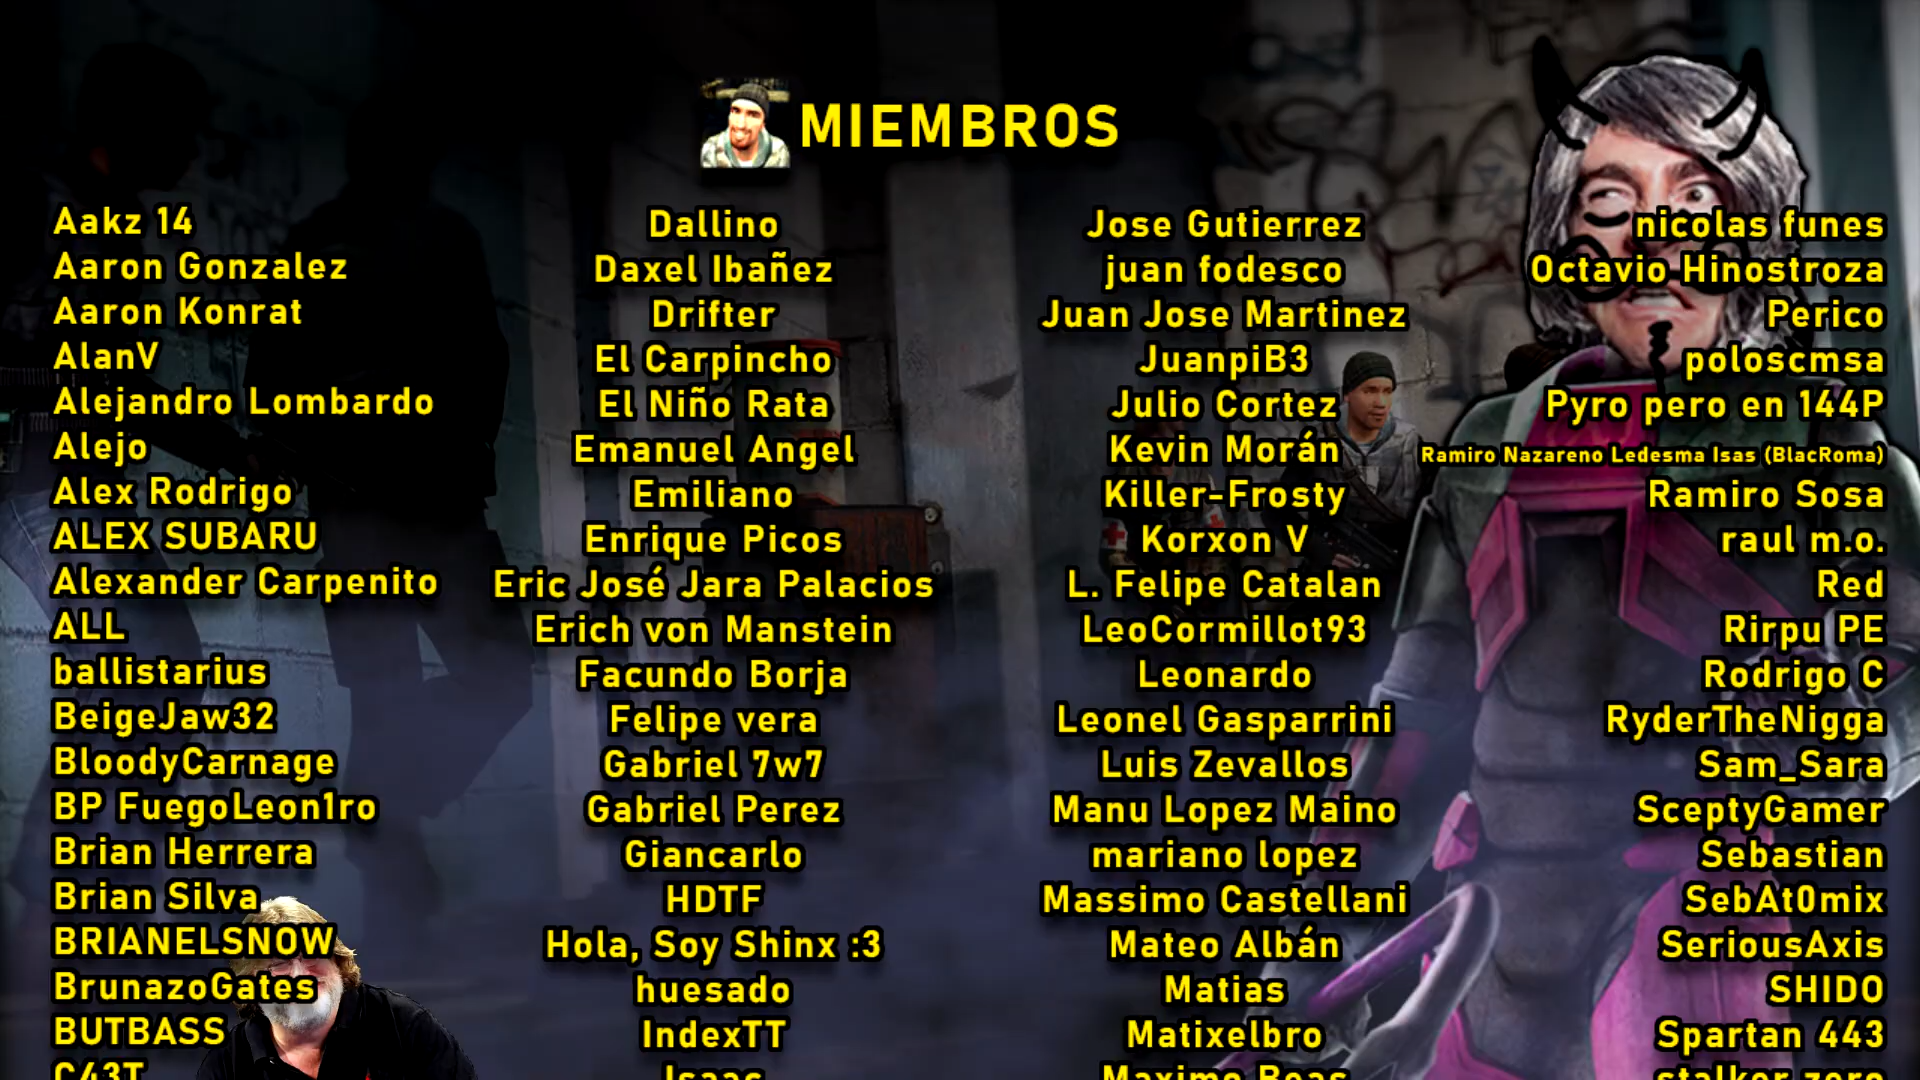 MIEMBROS
Aakz 14
Aaron Gonzalez
Aaron Konrat
AlanV
Alejandro Lombardo
Alejo
Alex Rodrigo
ALEX SUBARU
Alexander Carpenito
ALL
ballistarius
BeigeJaw32
BloodyCarnage
BP FuegoLeon1ro
Brian Herrera
Brian Silva
BRIANELSNOW
BrunazoGates
BUTBASS
C43T
Dallino
Daxel Ibañez
Drifter
El Carpincho
El Niño Rata
Emanuel Angel
Emiliano
Enrique Picos
Eric José Jara Palacios
Erich von Manstein
Facundo Borja
Felipe vera
Gabriel 7w7
Gabriel Perez
Giancarlo
HDTF
Hola, Soy Shinx :3
huesado
IndexTT
Isaac
Jose Gutierrez
juan fodesco
Juan Jose Martinez
JuanpiB3
Julio Cortez
Kevin Morán
Killer-Frosty
Korxon V
L. Felipe Catalan
LeoCormillot93
Leonardo
Leonel Gasparrini
Luis Zevallos
Manu Lopez Maino
mariano lopez
Massimo Castellani
Mateo Albán
Matias
Matixelbro
Maximo Beas
nicolas funes
Octavio Hinostroza
Perico
poloscmsa
Pyro pero en 144P
Ramiro Nazareno Ledesma Isas (BlacRoma)
Ramiro Sosa
raul m.o.
Red
Rirpu PE
Rodrigo C
RyderTheNigga
Sam_Sara
SceptyGamer
Sebastian
SebAt0mix
SeriousAxis
SHIDO
Spartan 443
stalker zero